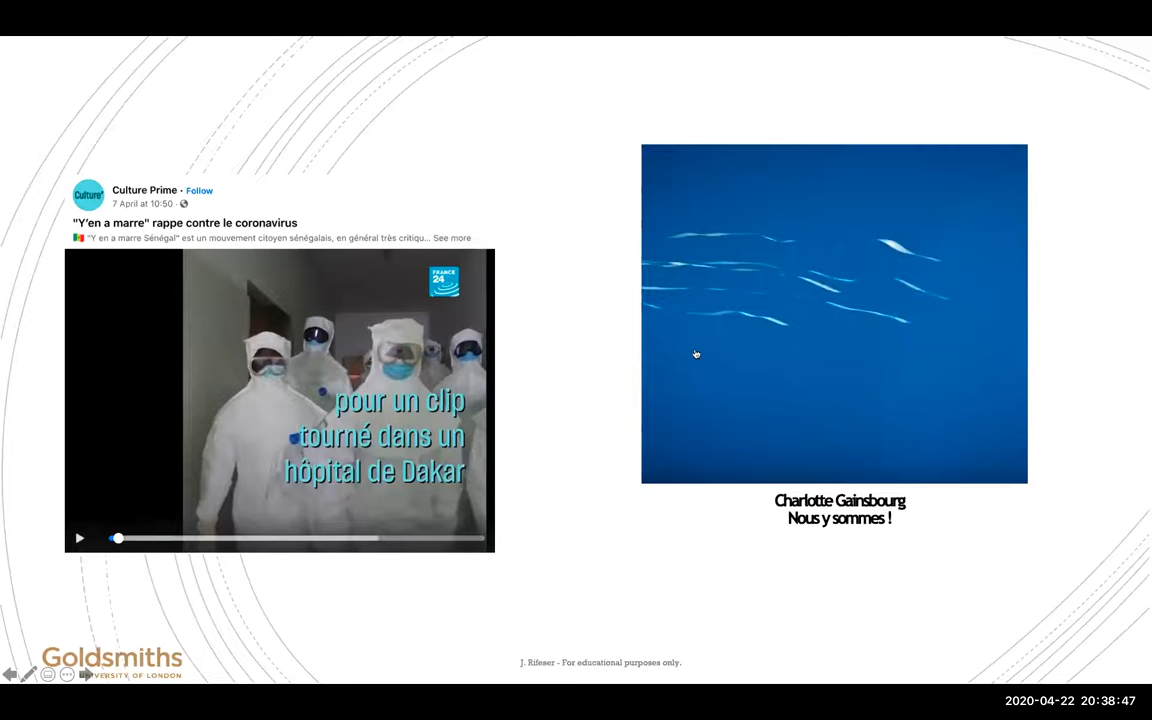 Culture Prime · Follow
7 April at 10:50 ·
"Y'en a marre" rappe contre le coronavirus
"Y en a marre Sénégal" est un mouvement citoyen sénégalais, en général très critiqu... See more
Culture
FRANCE
24
pour un clip
tourné dans un
hôpital de Dakar
Charlotte Gainsbourg
Nous y sommes !
Goldsmiths
UNIVERSITY OF LONDON
J. Rifeser - For educational purposes only.
2020-04-22 20:38:47